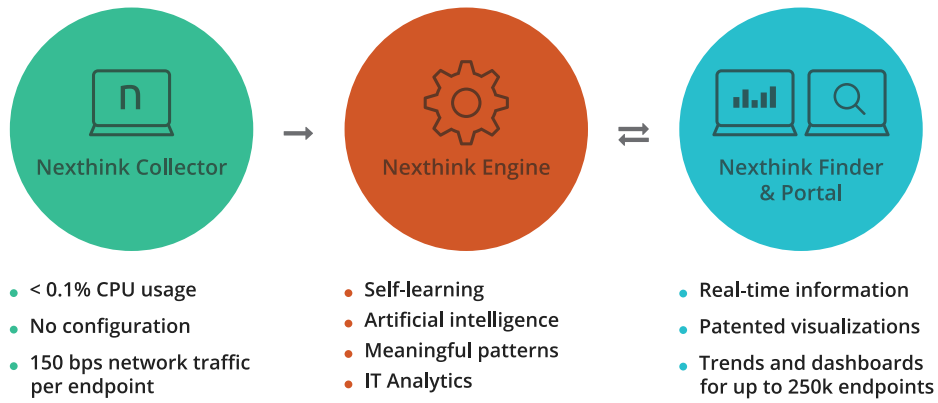 n
Nexthink Collector
Nexthink Engine
Nexthink Finder
& Portal
< 0.1% CPU usage
No configuration
150 bps network traffic
per endpoint
Self-learning
Artificial intelligence
Meaningful patterns
IT Analytics
Real-time information
Patented visualizations
Trends and dashboards
for up to 250k endpoints